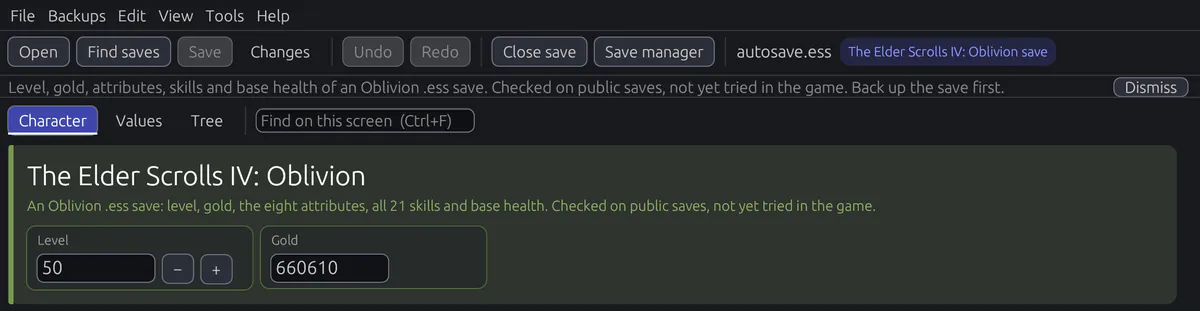 File Backups Edit View Tools Help
Open Find saves Save Changes Undo Redo Close save Save manager autosave.ess The Elder Scrolls IV: Oblivion save
Level, gold, attributes, skills and base health of an Oblivion .ess save. Checked on public saves, not yet tried in the game. Back up the save first. Dismiss
Character Values Tree Find on this screen (Ctrl+F)
The Elder Scrolls IV: Oblivion
An Oblivion .ess save: level, gold, the eight attributes, all 21 skills and base health. Checked on public saves, not yet tried in the game.
Level Gold
50 − + 660610